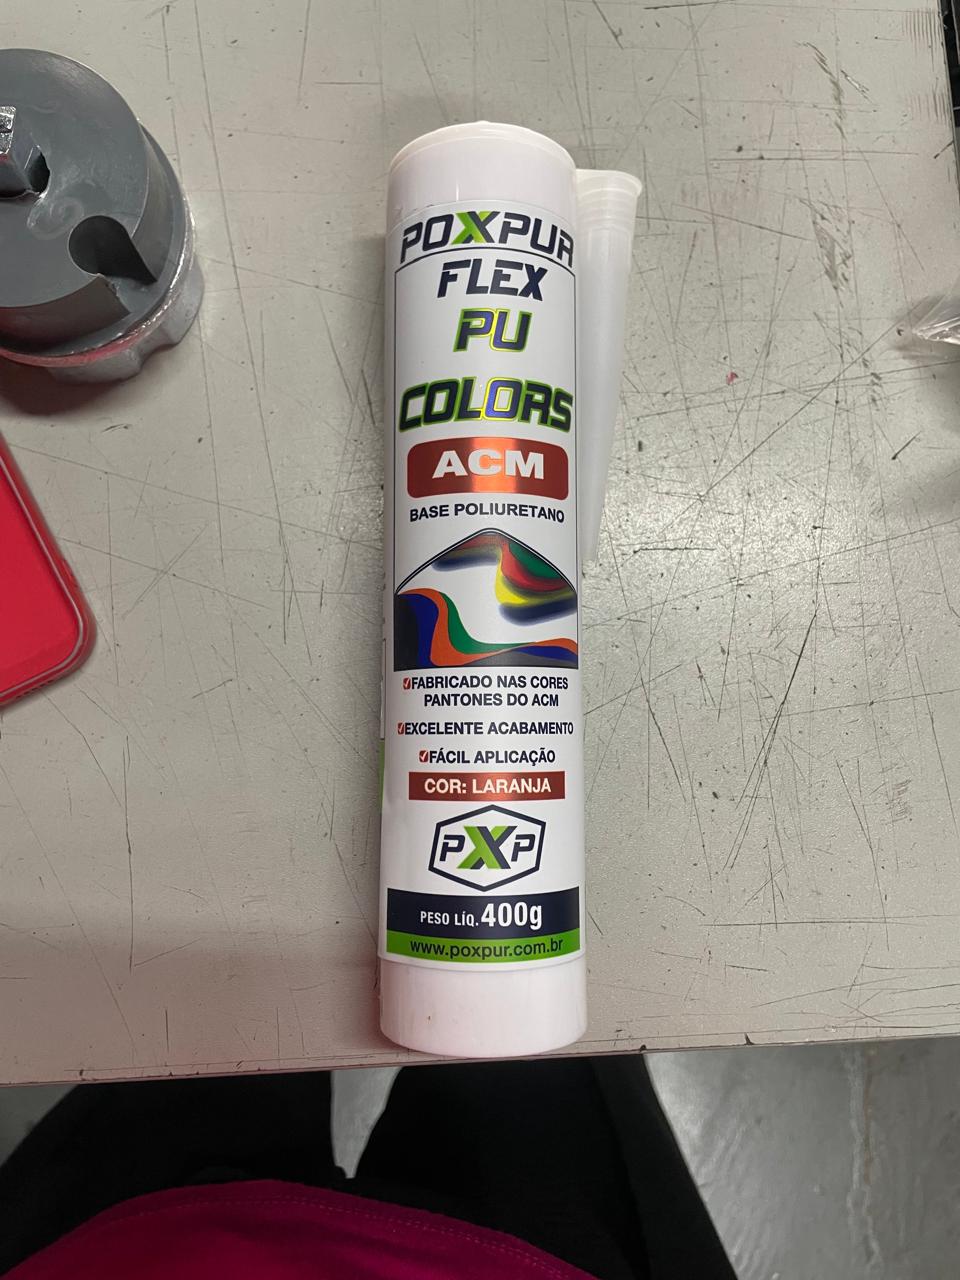 POXPUR
FLEX
PU
COLORS
ACM
BASE POLIURETANO
FABRICADO NAS CORES
PANTONES DO ACM
EXCELENTE ACABAMENTO
FÁCIL APLICAÇÃO
COR: LARANJA
PXP
PESO LÍQ. 400g
www.poxpur.com.br